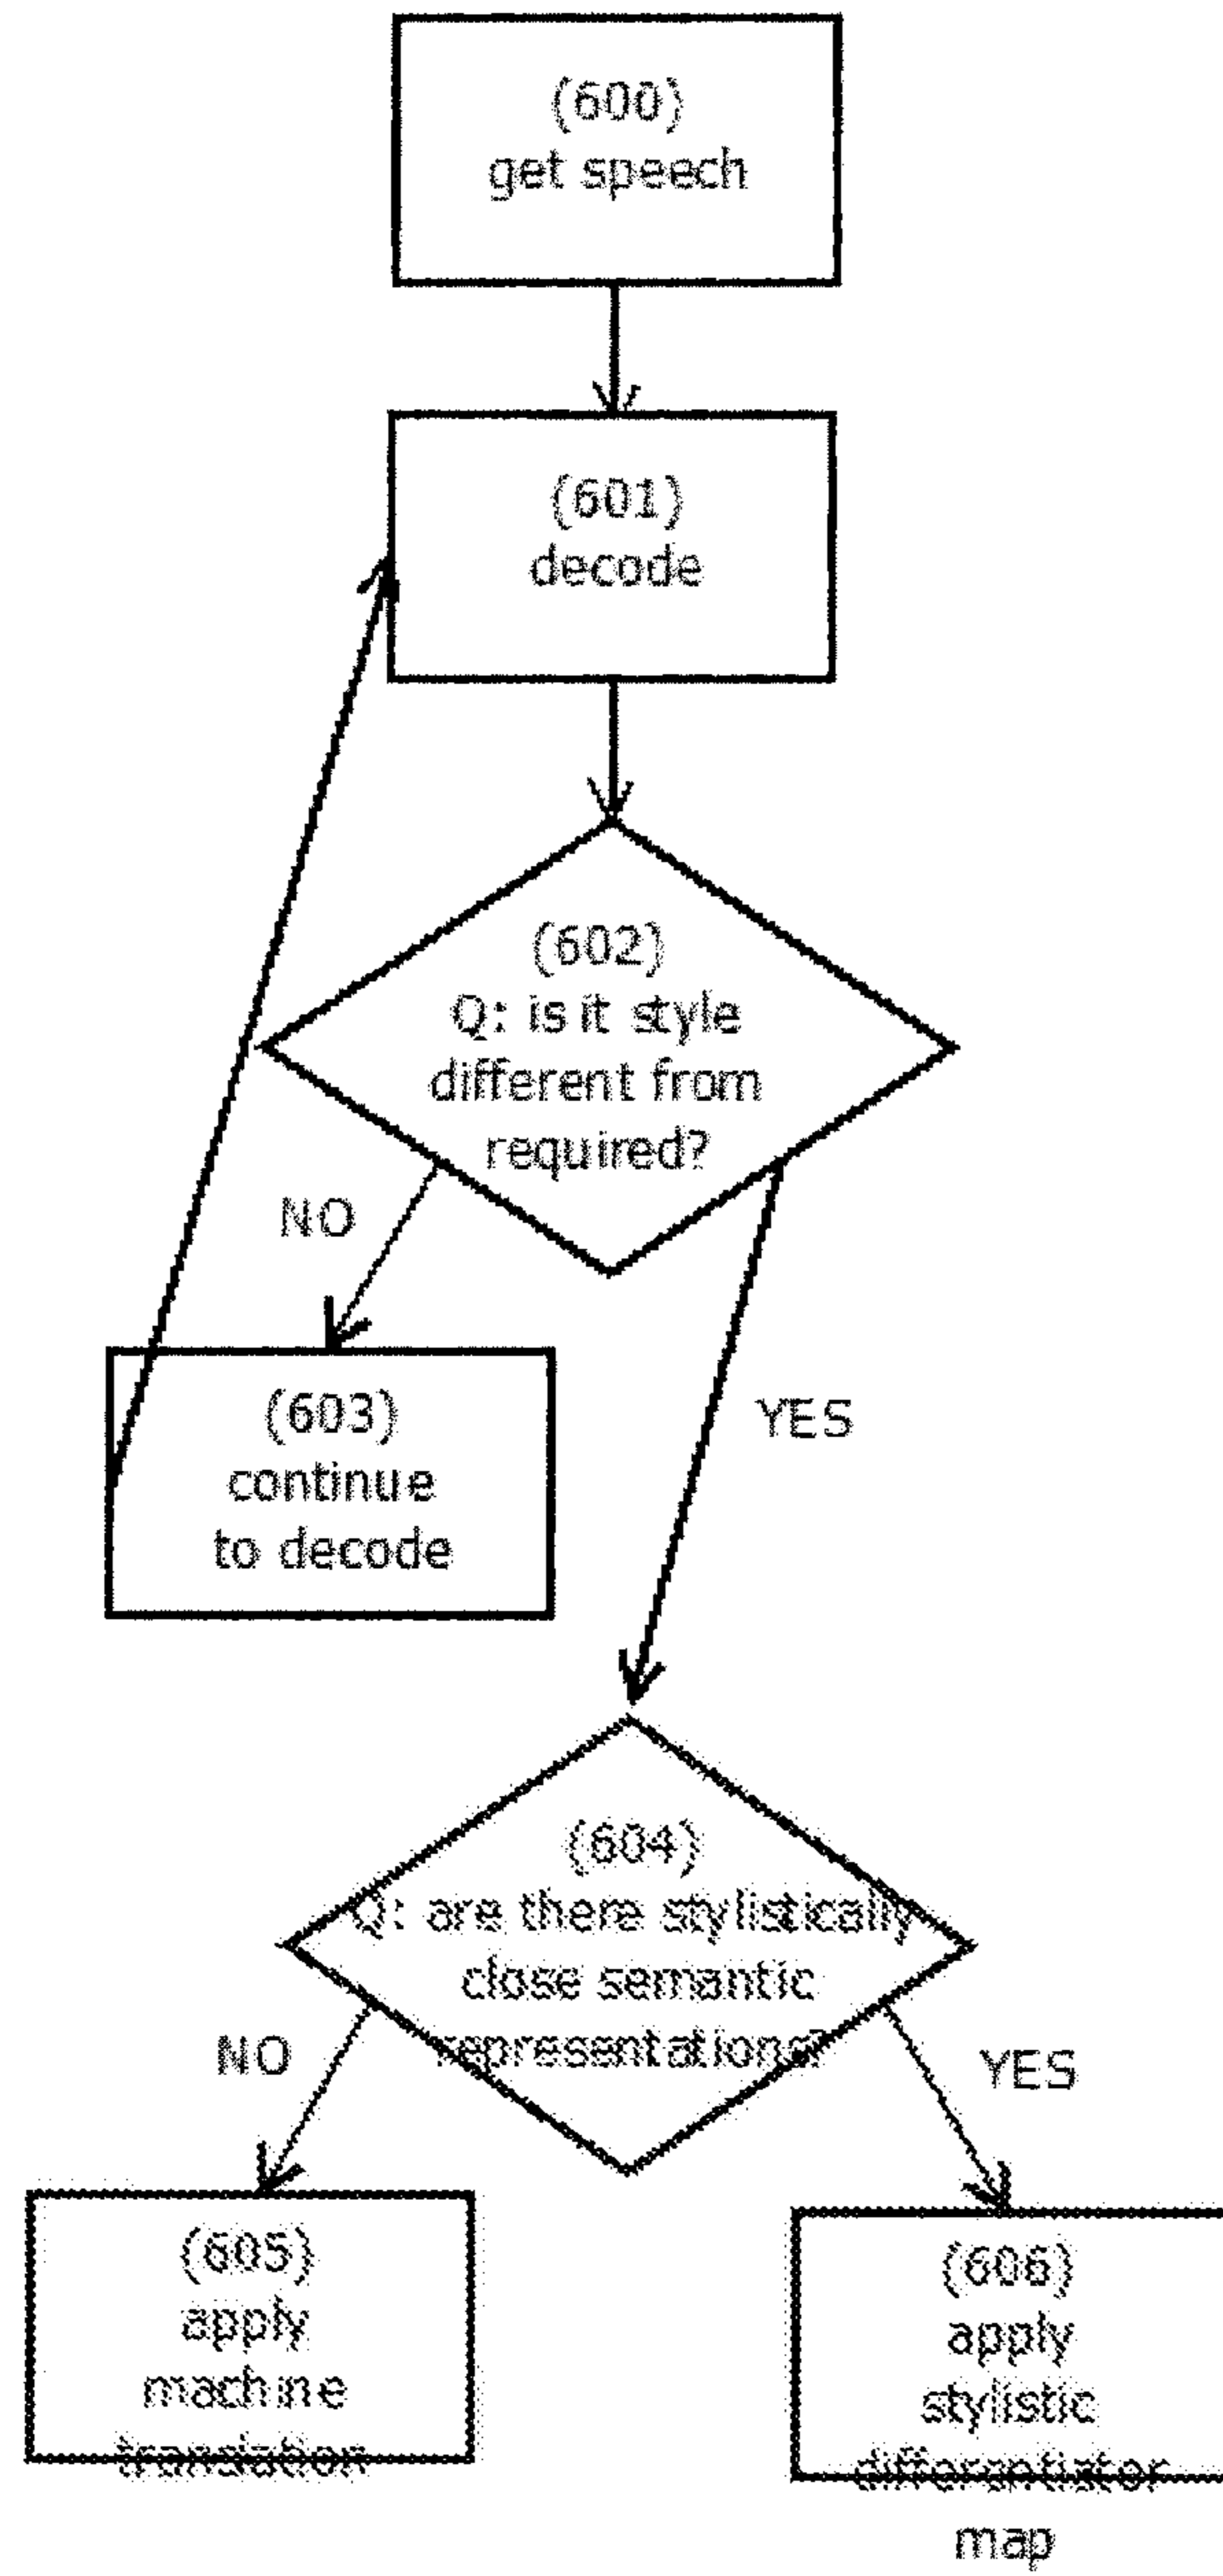 (600)
get speech
(601)
decode
(602)
Q: is it style
different from
required?
NO
YES
(603)
continue
to decode
(604)
Q: are there stylistically
close semantic
representations?
NO
YES
(605)
apply
machine
translation
(606)
apply
stylistic
differentiator
map